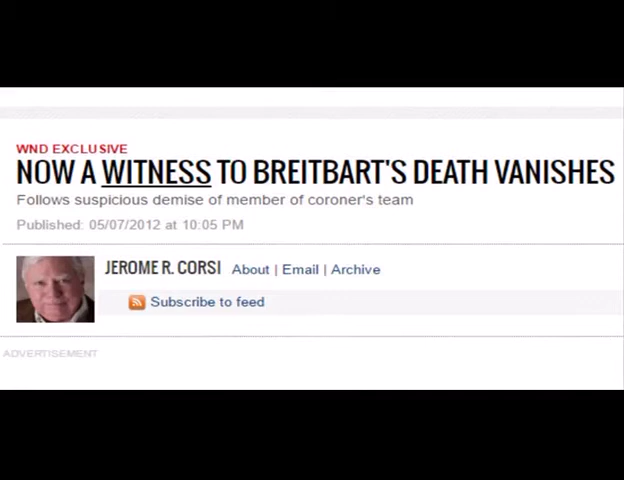 WND EXCLUSIVE
NOW A WITNESS TO BREITBART'S DEATH VANISHES
Follows suspicious demise of member of coroner's team
Published: 05/07/2012 at 10:05 PM
JEROME R. CORSI About | Email | Archive
Subscribe to feed
ADVERTISEMENT